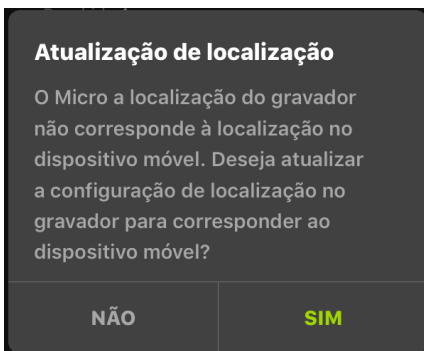 Atualização de localização
O Micro a localização do gravador
não corresponde à localização no
dispositivo móvel. Deseja atualizar
a configuração de localização no
gravador para corresponder ao
dispositivo móvel?
NÃO
SIM